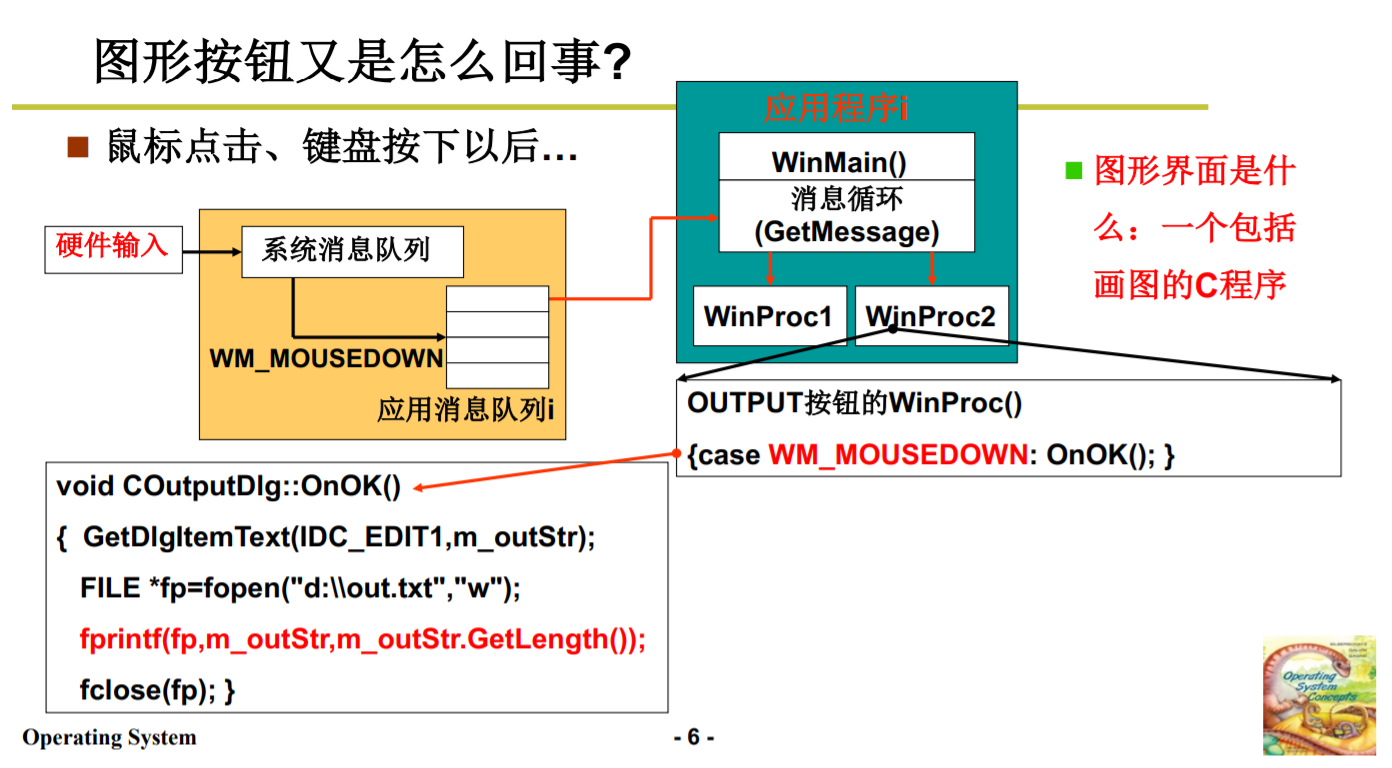 图形按钮又是怎么回事?
鼠标点击、键盘按下以后…
硬件输入
系统消息队列
WM_MOUSEDOWN
应用消息队列i
应用程序i
WinMain()
消息循环
(GetMessage)
WinProc1
WinProc2
图形界面是什
么：一个包括
画图的C程序
OUTPUT按钮的WinProc()
{case WM_MOUSEDOWN: OnOK(); }
void COutputDlg::OnOK()
{ GetDlgItemText(IDC_EDIT1,m_outStr);
FILE *fp=fopen("d:\\out.txt","w");
fprintf(fp,m_outStr,m_outStr.GetLength());
fclose(fp); }
Operating
System
Concepts
Operating System
- 6 -